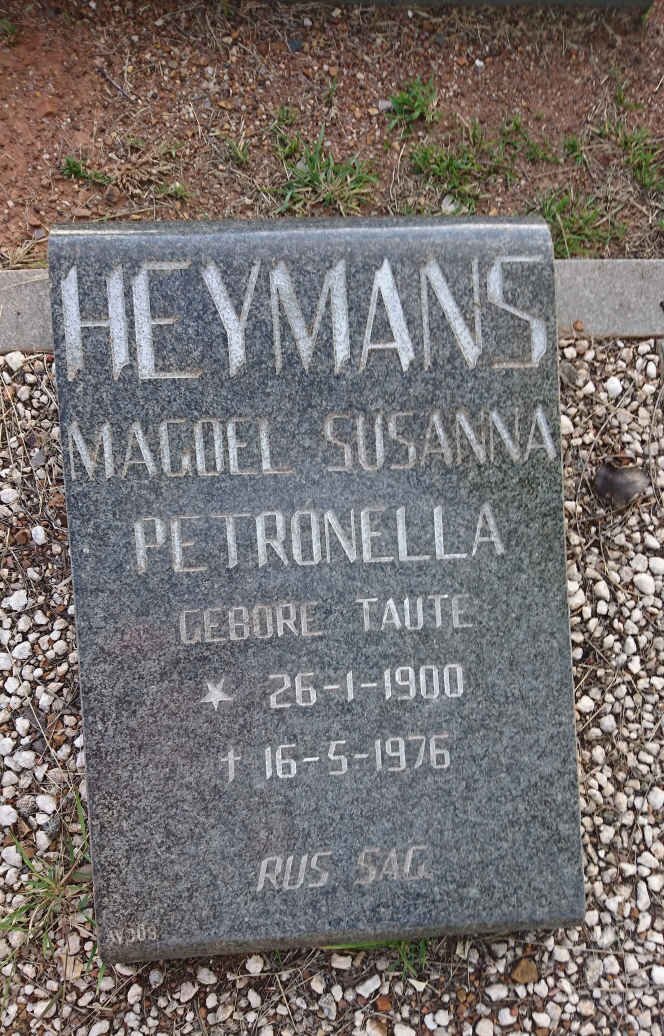 HEYMANS
MAGDEL SUSANNA
PETRONELLA
GEBORE TAUTE
★ 26-1-1900
† 16-5-1976
RUS SAG.